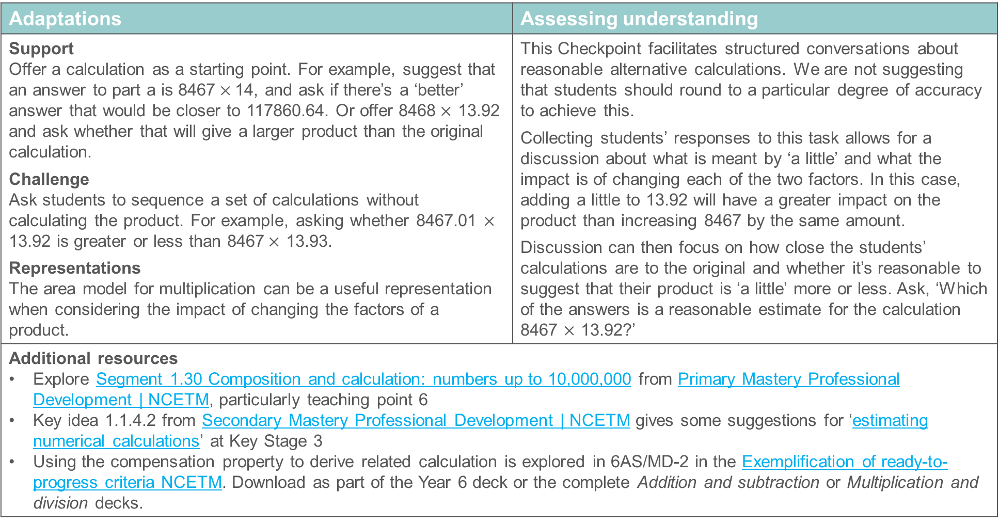 Adaptations
Support
Offer a calculation as a starting point. For example, suggest that
an answer to part a is 8467 × 14, and ask if there’s a ‘better’
answer that would be closer to 117860.64. Or offer 8468 × 13.92
and ask whether that will give a larger product than the original
calculation.
Challenge
Ask students to sequence a set of calculations without
calculating the product. For example, asking whether 8467.01 ×
13.92 is greater or less than 8467 × 13.93.
Representations
The area model for multiplication can be a useful representation
when considering the impact of changing the factors of a
product.
Assessing understanding
This Checkpoint facilitates structured conversations about
reasonable alternative calculations. We are not suggesting
that students should round to a particular degree of accuracy
to achieve this.
Collecting students’ responses to this task allows for a
discussion about what is meant by ‘a little’ and what the
impact is of changing each of the two factors. In this case,
adding a little to 13.92 will have a greater impact on the
product than increasing 8467 by the same amount.
Discussion can then focus on how close the students’
calculations are to the original and whether it’s reasonable to
suggest that their product is ‘a little’ more or less. Ask, ‘Which
of the answers is a reasonable estimate for the calculation
8467 × 13.92?’
Additional resources
• Explore Segment 1.30 Composition and calculation: numbers up to 10,000,000 from Primary Mastery Professional
Development | NCETM, particularly teaching point 6
• Key idea 1.1.4.2 from Secondary Mastery Professional Development | NCETM gives some suggestions for ‘estimating
numerical calculations’ at Key Stage 3
• Using the compensation property to derive related calculation is explored in 6AS/MD-2 in the Exemplification of ready-to-
progress criteria NCETM. Download as part of the Year 6 deck or the complete Addition and subtraction or Multiplication and
division decks.